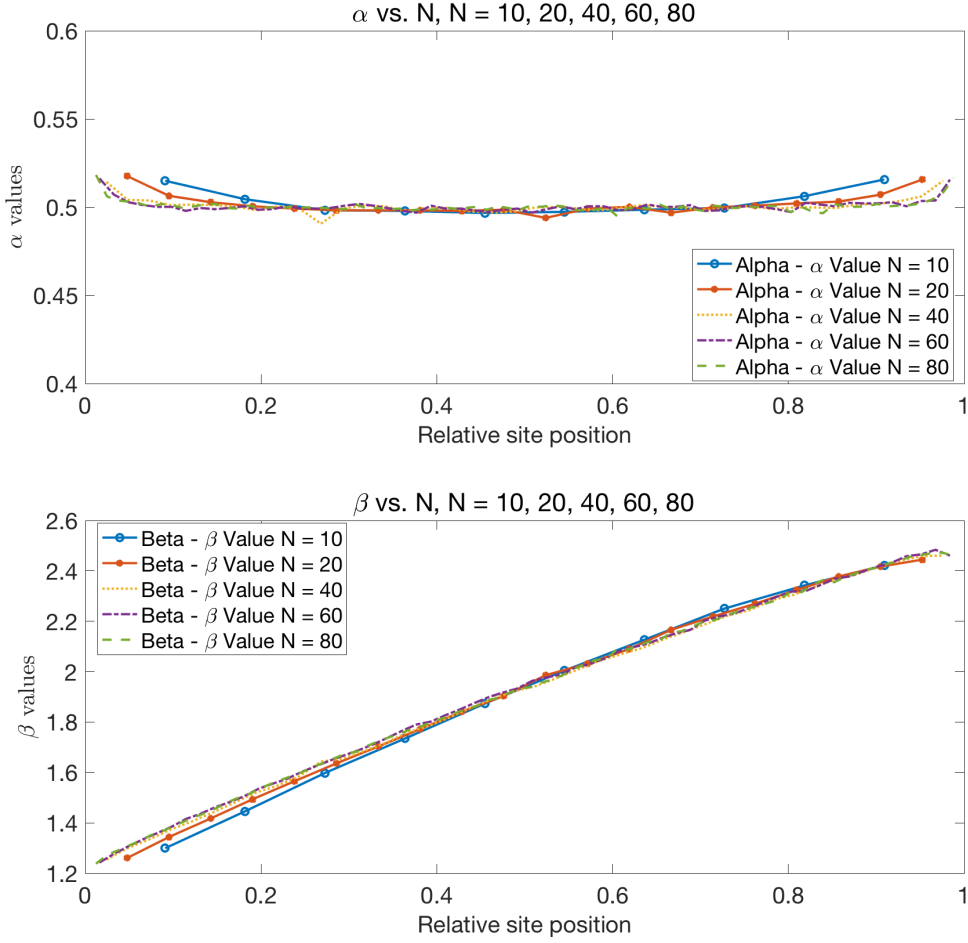 α vs. N, N = 10, 20, 40, 60, 80
0.6
0.55
0.5
0.45
0.4
α values
Alpha - α Value N = 10
Alpha - α Value N = 20
Alpha - α Value N = 40
Alpha - α Value N = 60
Alpha - α Value N = 80
0 0.2 0.4 0.6 0.8 1
Relative site position
β vs. N, N = 10, 20, 40, 60, 80
2.6
2.4
2.2
2
1.8
1.6
1.4
1.2
β values
Beta - β Value N = 10
Beta - β Value N = 20
Beta - β Value N = 40
Beta - β Value N = 60
Beta - β Value N = 80
0 0.2 0.4 0.6 0.8 1
Relative site position